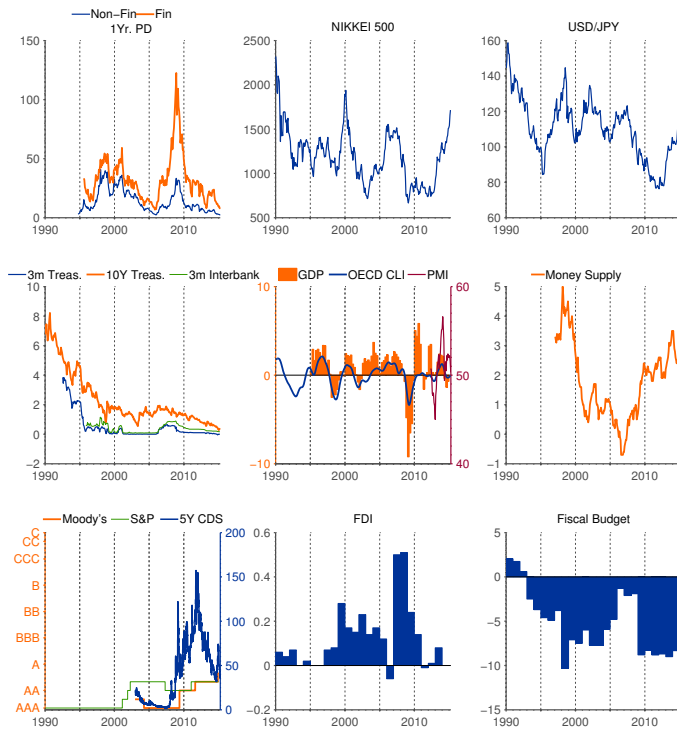 Non-Fin Fin
1Yr. PD
150
100
50
0
1990 2000 2010
NIKKEI 500
2500
2100
1700
1300
900
500
1990 2000 2010
USD/JPY
160
140
120
100
80
60
1990 2000 2010
3m Treas. 10Y Treas. 3m Interbank
10
8
6
4
2
0
−2
1990 2000 2010
GDP OECD CLI PMI
10
0
−10
60
50
40
1990 2000 2010
Money Supply
5
4
3
2
1
0
−1
1990 2000 2010
Moody's S&P 5Y CDS
C
CC
CCC
B
BB
BBB
A
AA
AAA
200
150
100
50
0
1990 2000 2010
FDI
0.6
0.4
0.2
0
−0.2
1990 2000 2010
Fiscal Budget
5
0
−5
−10
−15
1990 2000 2010